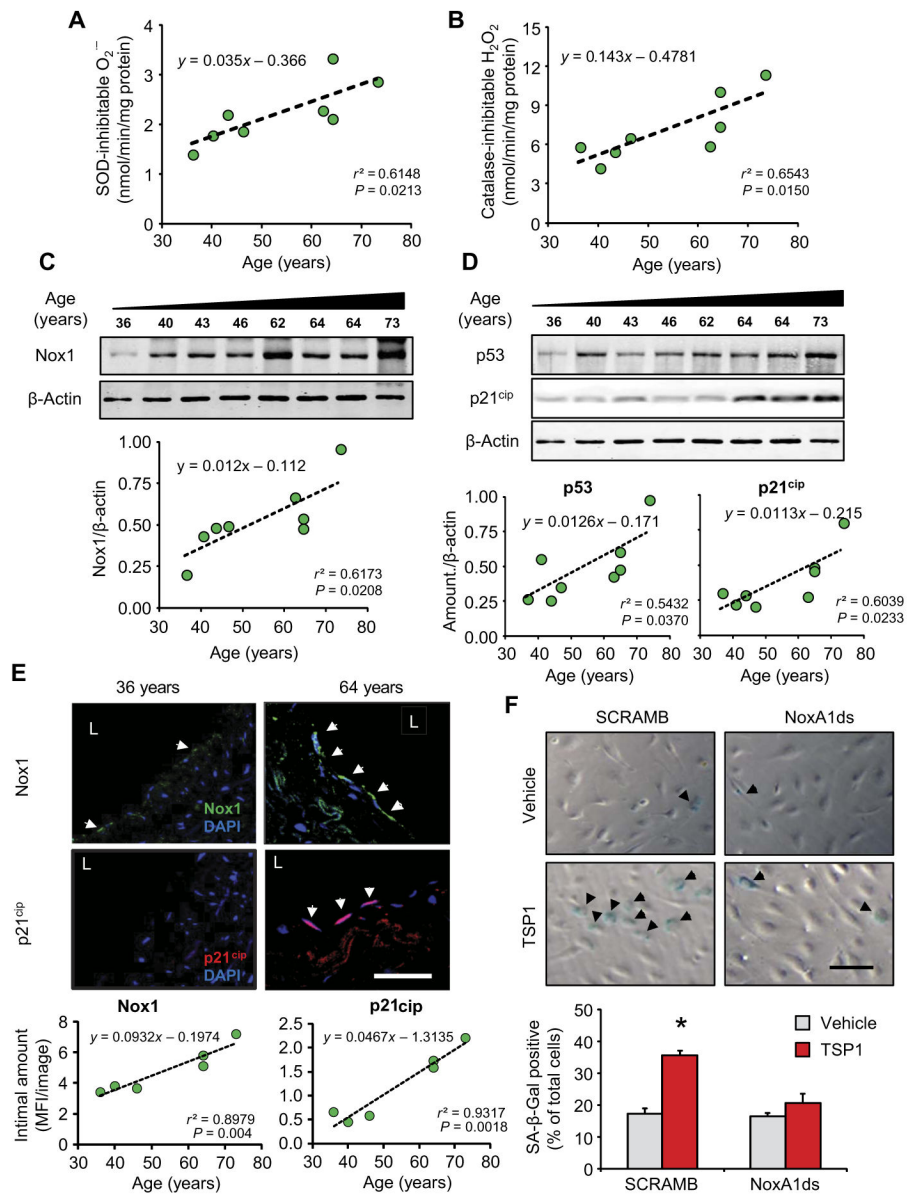 A
SOD-inhibitable O₂⁻
(nmol/min/mg protein)
4
3
2
1
0
y = 0.035x – 0.366
r² = 0.6148
P = 0.0213
30 40 50 60 70 80
Age (years)
B
Catalase-inhibitable H₂O₂
(nmol/min/mg protein)
15
12
9
6
3
0
y = 0.143x – 0.4781
r² = 0.6543
P = 0.0150
30 40 50 60 70 80
Age (years)
C
Age
(years)
36 40 43 46 62 64 64 73
Nox1
β-Actin
Nox1/β-actin
1.00
0.75
0.50
0.25
0.00
y = 0.012x – 0.112
r² = 0.6173
P = 0.0208
30 40 50 60 70 80
Age (years)
D
Age
(years)
36 40 43 46 62 64 64 73
p53
p21ᶜⁱᵖ
β-Actin
p53
Amount./β-actin
1.00
0.75
0.50
0.25
0.00
y = 0.0126x – 0.171
r² = 0.5432
P = 0.0370
30 40 50 60 70 80
Age (years)
p21ᶜⁱᵖ
y = 0.0113x – 0.215
r² = 0.6039
P = 0.0233
30 40 50 60 70 80
Age (years)
E
36 years 64 years
Nox1
L
Nox1
DAPI
L
p21ᶜⁱᵖ
L
p21ᶜⁱᵖ
DAPI
L
Nox1
Intimal amount
(MFI/image)
8
6
4
2
0
y = 0.0932x – 0.1974
r² = 0.8979
P = 0.004
30 40 50 60 70 80
Age (years)
p21cip
2.5
2.0
1.5
1.0
0.5
0
y = 0.0467x – 1.3135
r² = 0.9317
P = 0.0018
30 40 50 60 70 80
Age (years)
F
SCRAMB NoxA1ds
Vehicle
TSP1
SA-β-Gal positive
(% of total cells)
50
40
30
20
10
0
*
Vehicle
TSP1
SCRAMB NoxA1ds